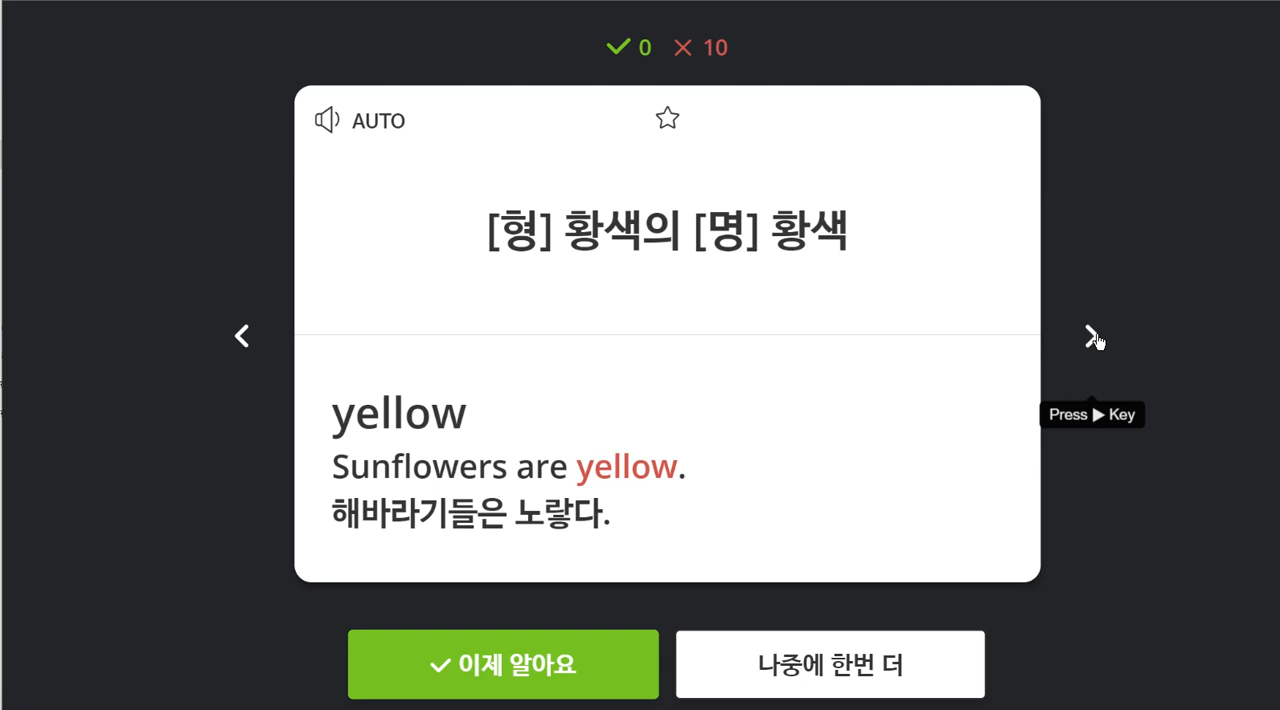 0 10
AUTO
[형] 황색의 [명] 황색
yellow
Sunflowers are yellow.
해바라기들은 노랗다.
Press ▶ Key
이제 알아요
나중에 한번 더